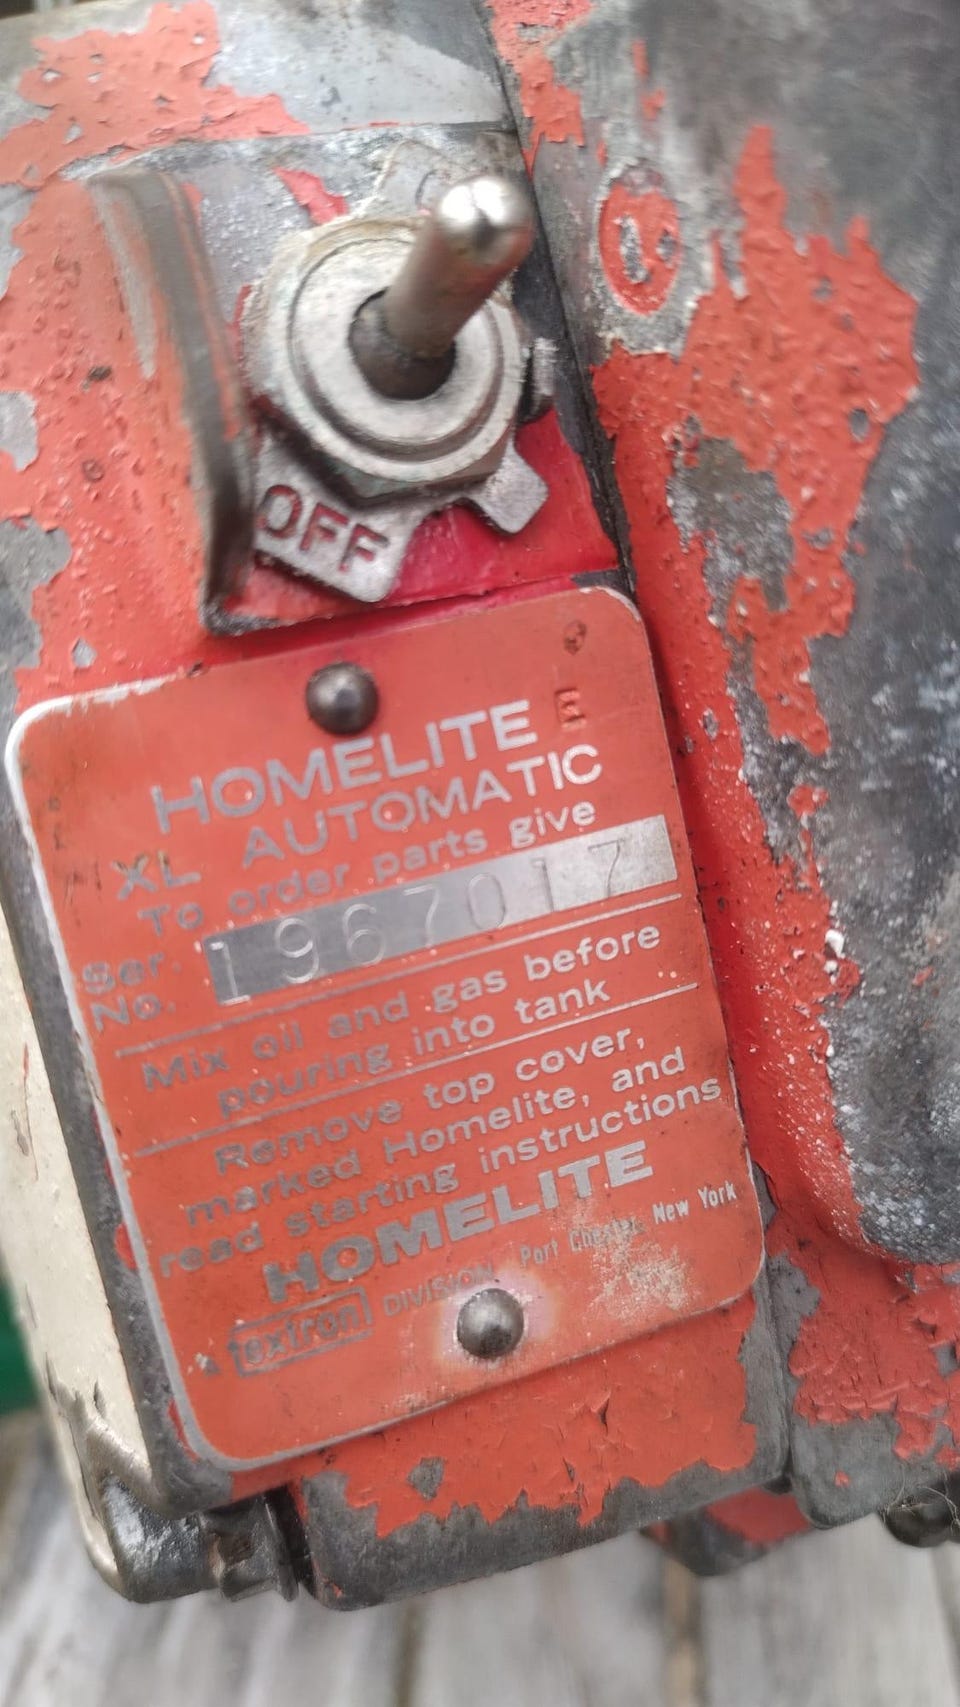 OFF
E
HOMELITE
XL AUTOMATIC
To order parts give
Ser. No. 1967017
Mix oil and gas before
pouring into tank
Remove top cover,
marked Homelite, and
read starting instructions
HOMELITE
extron DIVISION Port Chester, New York